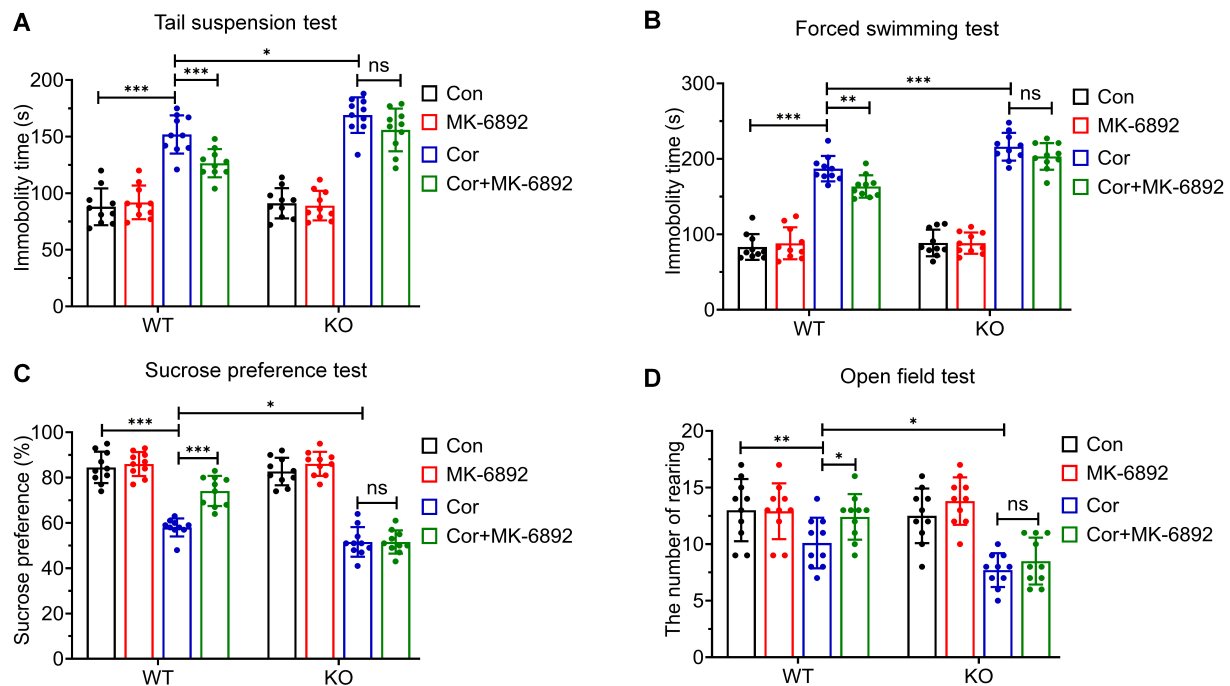 A
Tail suspension test
Immobolity time (s)
200
150
100
50
0
***
***
*
ns
WT
KO
Con
MK-6892
Cor
Cor+MK-6892
B
Forced swimming test
Immobolity time (s)
300
200
100
0
***
**
***
ns
WT
KO
Con
MK-6892
Cor
Cor+MK-6892
C
Sucrose preference test
Sucrose preference (%)
100
80
60
40
20
0
***
***
*
ns
WT
KO
Con
MK-6892
Cor
Cor+MK-6892
D
Open field test
The number of rearing
20
15
10
5
0
**
*
*
ns
WT
KO
Con
MK-6892
Cor
Cor+MK-6892